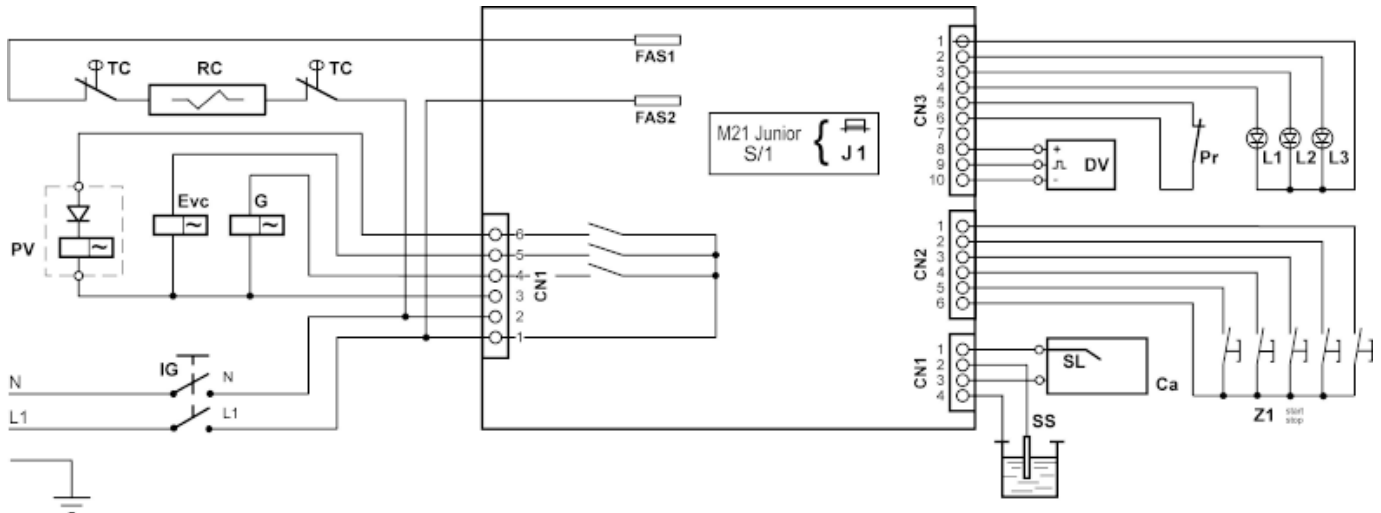 FAS1
TC
RC
TC
FAS2
M21 Junior
S/1
J1
Evc
G
PV
6
5
4
3
2
1
CN1
IG
N
N
L1
L1
CN3
1
2
3
4
5
6
7
8
9
10
+
-
DV
Pr
L1
L2
L3
CN2
1
2
3
4
5
6
CN1
1
2
3
4
SL
Ca
SS
Z1
start
stop